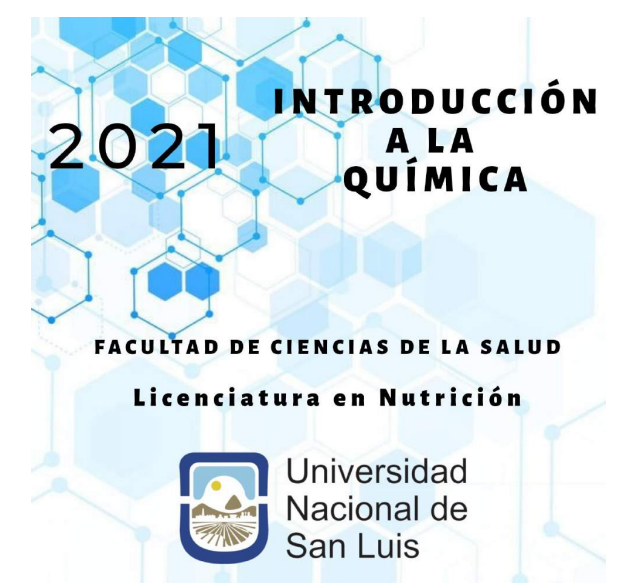 2021
INTRODUCCIÓN
A LA
QUÍMICA
FACULTAD DE CIENCIAS DE LA SALUD
Licenciatura en Nutrición
Universidad
Nacional de
San Luis